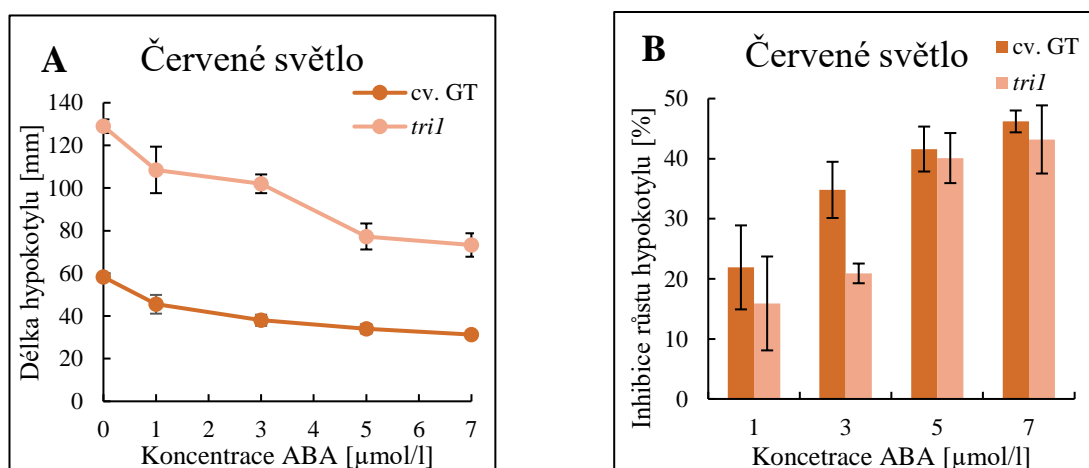 A
Červené světlo
cv. GT
tri1
Délka hypokotylu [mm]
140
120
100
80
60
40
20
0
0 1 2 3 4 5 6 7
Koncentrace ABA [µmol/l]
B
Červené světlo
cv. GT
tri1
Inhibice růstu hypokotylu [%]
50
40
30
20
10
0
1 3 5 7
Koncetrace ABA [µmol/l]